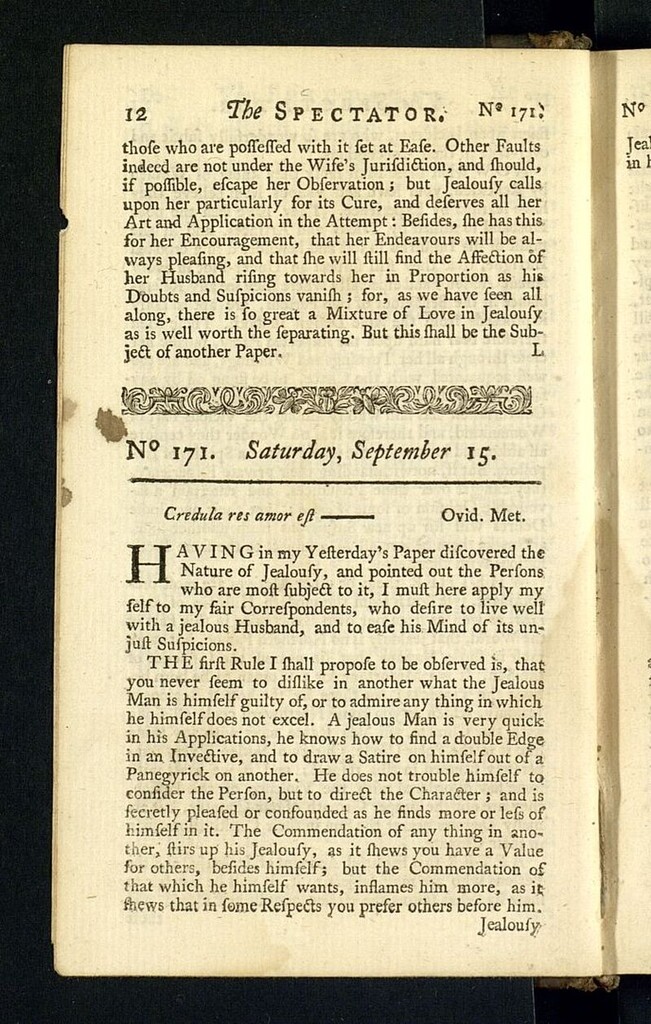 12 The SPECTATOR. Nº 171.
thoſe who are poſſeſſed with it ſet at Eaſe. Other Faults
indeed are not under the Wife's Juriſdiction, and ſhould,
if poſſible, eſcape her Obſervation; but Jealouſy calls
upon her particularly for its Cure, and deſerves all her
Art and Application in the Attempt: Beſides, ſhe has this
for her Encouragement, that her Endeavours will be al-
ways pleaſing, and that ſhe will ſtill find the Affection of
her Husband riſing towards her in Proportion as his
Doubts and Suſpicions vaniſh; for, as we have ſeen all
along, there is ſo great a Mixture of Love in Jealouſy
as is well worth the ſeparating. But this ſhall be the Sub-
ject of another Paper. L
Nº 171. Saturday, September 15.
Credula res amor eſt —— Ovid. Met.
HAVING in my Yeſterday's Paper diſcovered the
Nature of Jealouſy, and pointed out the Perſons
who are moſt ſubject to it, I muſt here apply my
ſelf to my fair Correſpondents, who deſire to live well
with a jealous Husband, and to eaſe his Mind of its un-
juſt Suſpicions.
THE firſt Rule I ſhall propoſe to be obſerved is, that
you never ſeem to diſlike in another what the Jealous
Man is himſelf guilty of, or to admire any thing in which
he himſelf does not excel. A jealous Man is very quick
in his Applications, he knows how to find a double Edge
in an Invective, and to draw a Satire on himſelf out of a
Panegyrick on another. He does not trouble himſelf to
conſider the Perſon, but to direct the Character; and is
ſecretly pleaſed or confounded as he finds more or leſs of
himſelf in it. The Commendation of any thing in ano-
ther, ſtirs up his Jealouſy, as it ſhews you have a Value
for others, beſides himſelf; but the Commendation of
that which he himſelf wants, inflames him more, as it
ſhews that in ſome Reſpects you prefer others before him.
Jealouſy
Nº
Jeal
in h